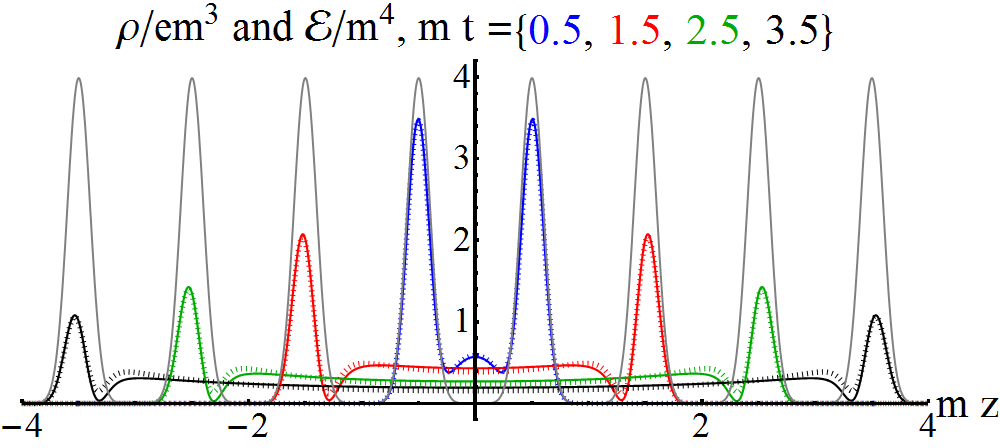 ρ/em³ and ℰ/m⁴, m t ={0.5, 1.5, 2.5, 3.5}
4
3
2
1
−4 −2 2 4 m z